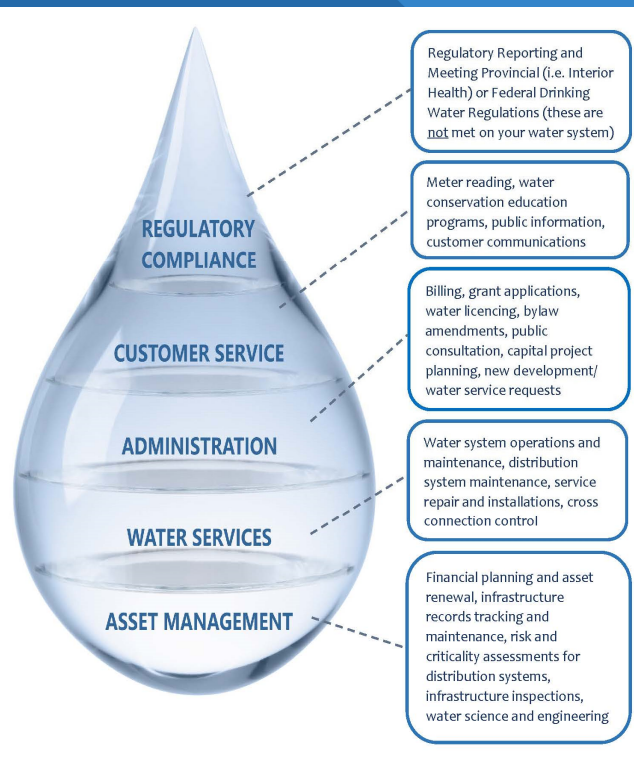 REGULATORY
COMPLIANCE
Regulatory Reporting and
Meeting Provincial (i.e. Interior
Health) or Federal Drinking
Water Regulations (these are
not met on your water system)
CUSTOMER SERVICE
Meter reading, water
conservation education
programs, public information,
customer communications
ADMINISTRATION
Billing, grant applications,
water licencing, bylaw
amendments, public
consultation, capital project
planning, new development/
water service requests
WATER SERVICES
Water system operations and
maintenance, distribution
system maintenance, service
repair and installations, cross
connection control
ASSET MANAGEMENT
Financial planning and asset
renewal, infrastructure
records tracking and
maintenance, risk and
criticality assessments for
distribution systems,
infrastructure inspections,
water science and engineering